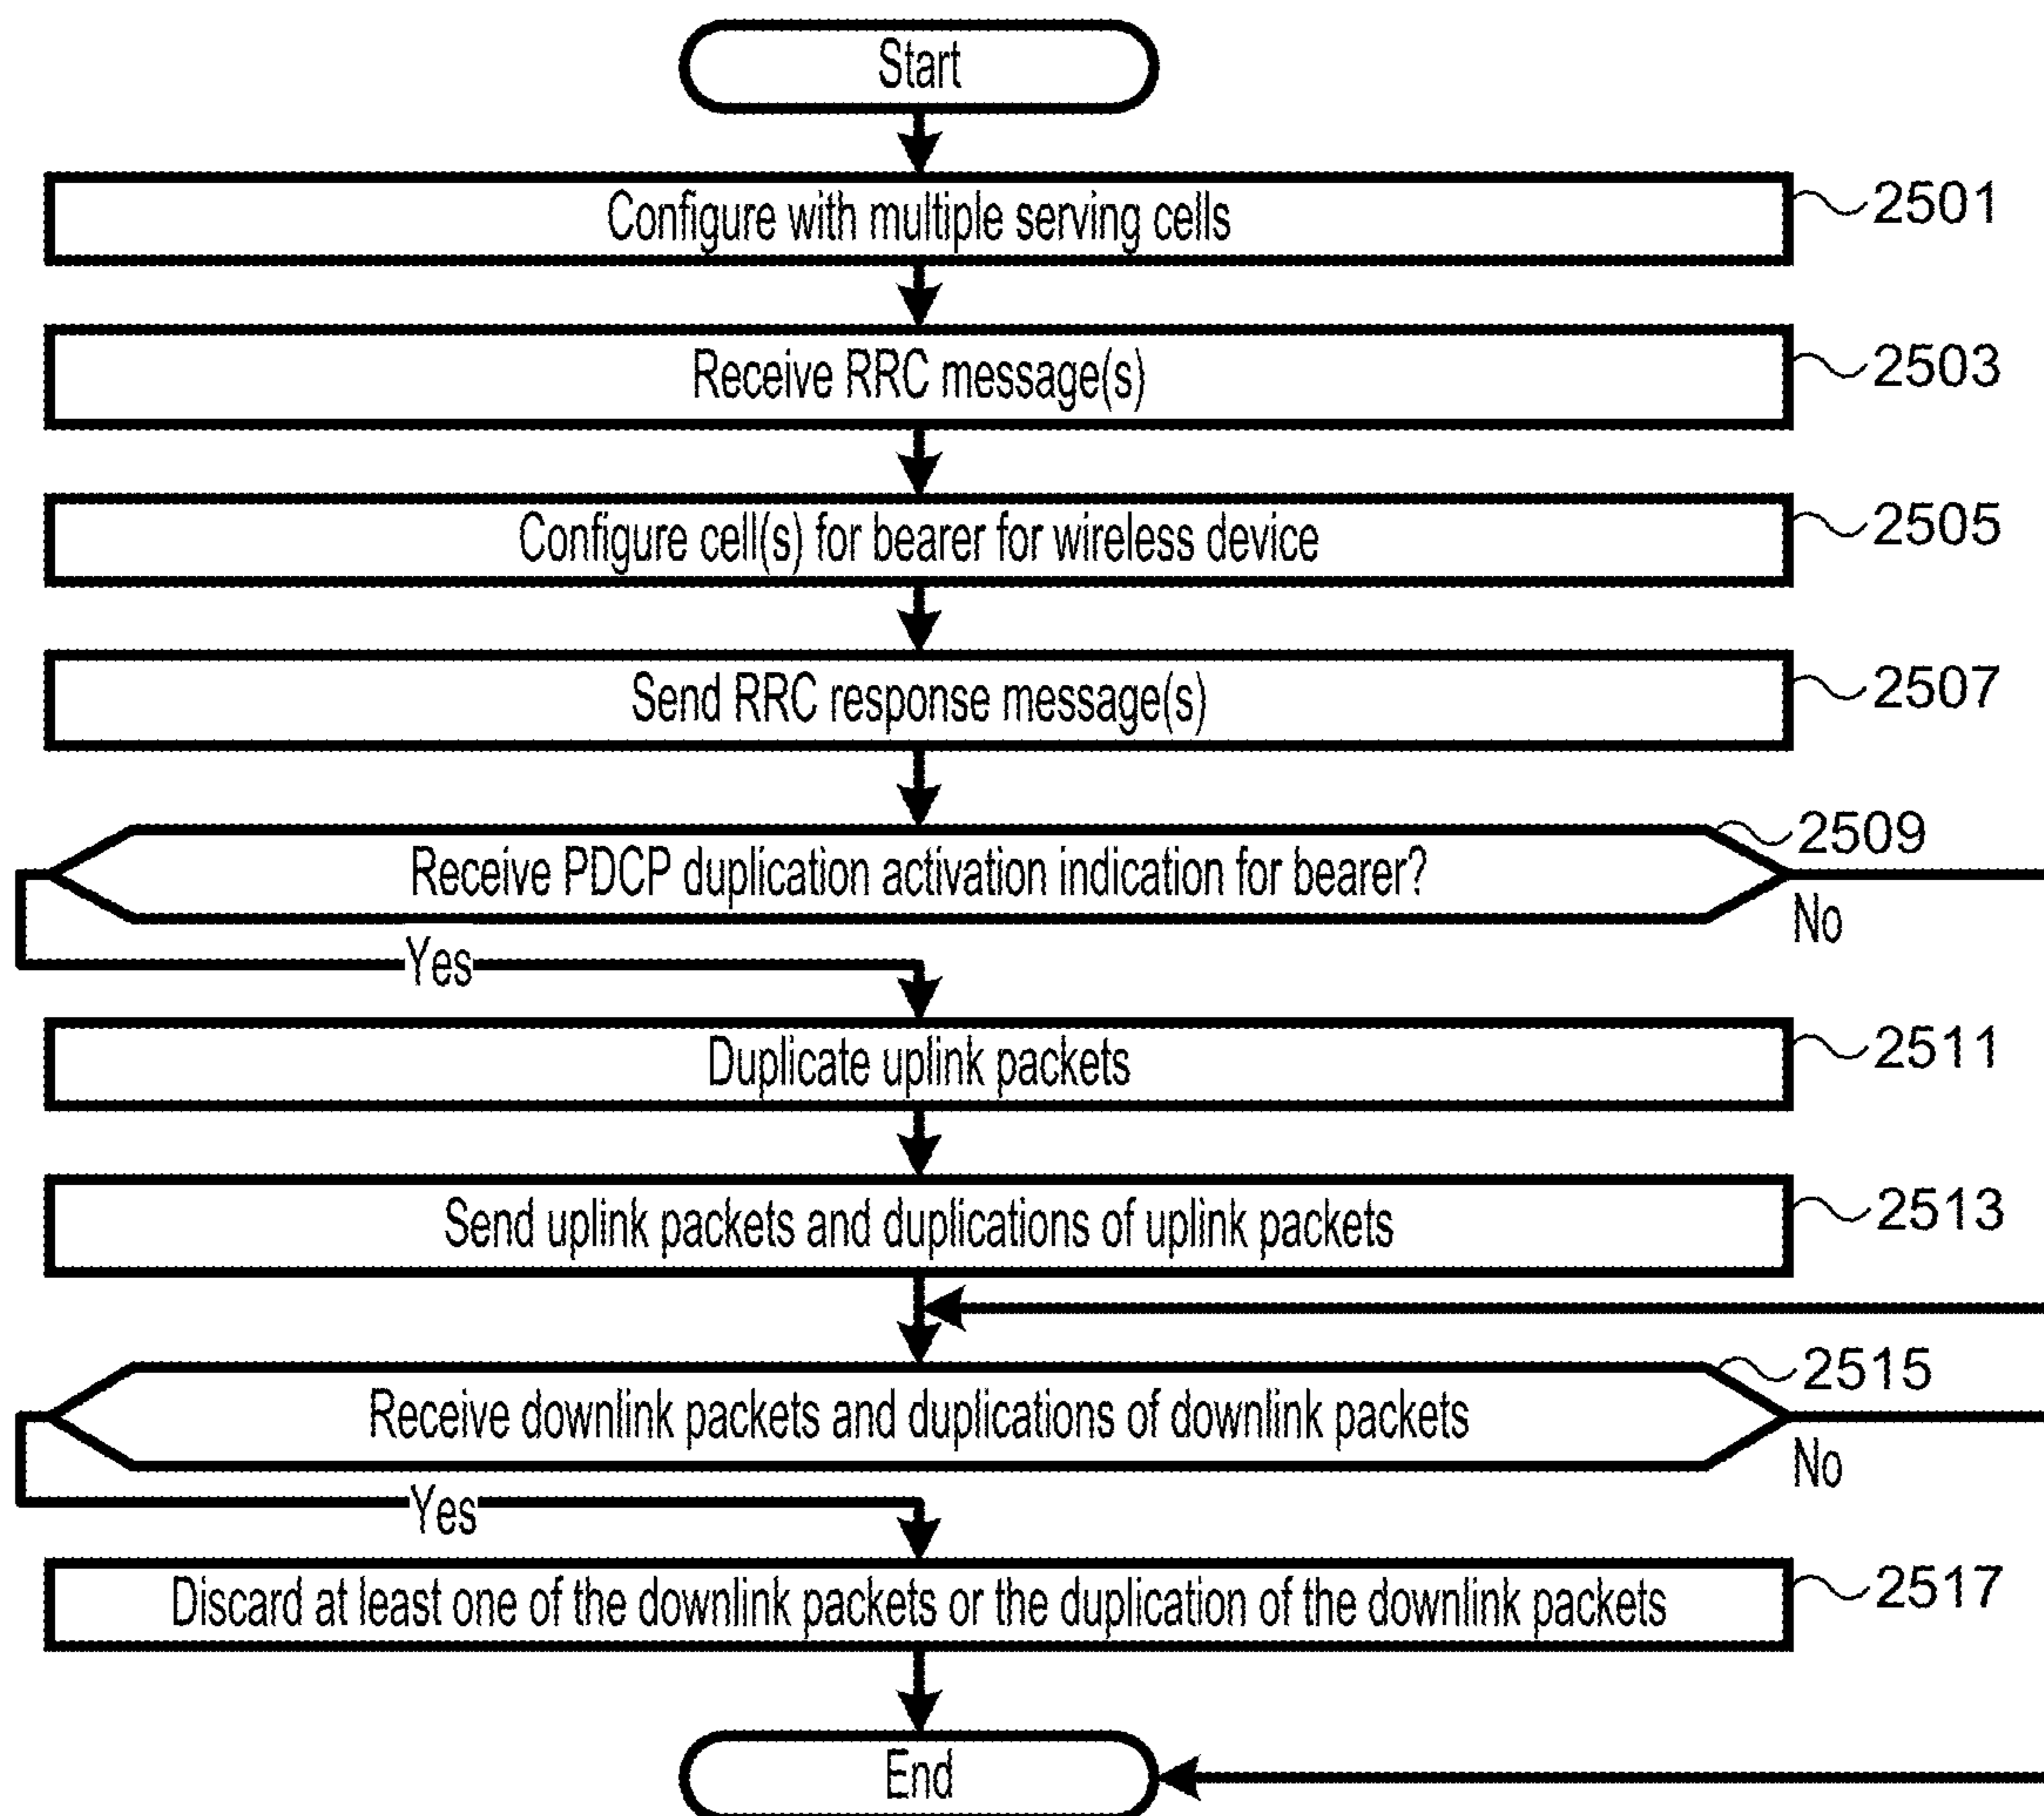 Start
Configure with multiple serving cells
2501
Receive RRC message(s)
2503
Configure cell(s) for bearer for wireless device
2505
Send RRC response message(s)
2507
Receive PDCP duplication activation indication for bearer?
2509
No
Yes
Duplicate uplink packets
2511
Send uplink packets and duplications of uplink packets
2513
Receive downlink packets and duplications of downlink packets
2515
No
Yes
Discard at least one of the downlink packets or the duplication of the downlink packets
2517
End